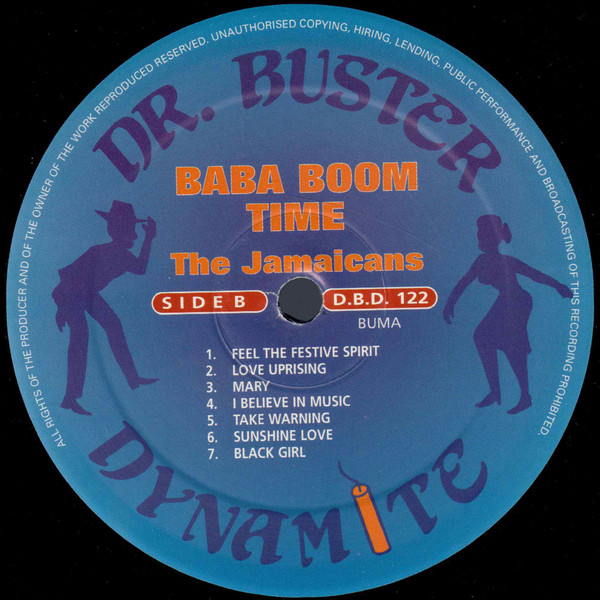 ALL RIGHTS OF THE PRODUCER AND OF THE OWNER OF THE WORK REPRODUCED RESERVED. UNAUTHORISED COPYING, HIRING, LENDING, PUBLIC PERFORMANCE AND BROADCASTING OF THIS RECORDING PROHIBITED.
DR. BUSTER
BABA BOOM
TIME
The Jamaicans
SIDE B
D.B.D. 122
BUMA
1. FEEL THE FESTIVE SPIRIT
2. LOVE UPRISING
3. MARY
4. I BELIEVE IN MUSIC
5. TAKE WARNING
6. SUNSHINE LOVE
7. BLACK GIRL
DYNAMITE